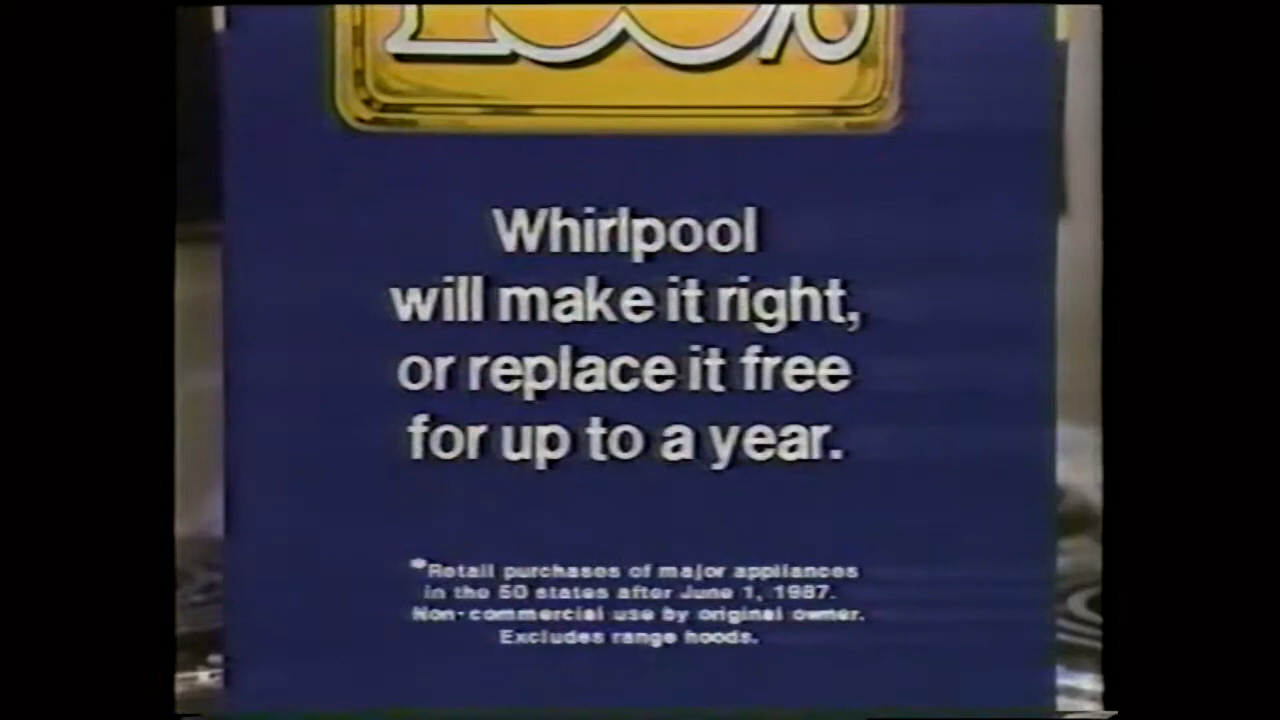 Whirlpool
will make it right,
or replace it free
for up to a year.
*Retail purchases of major appliances
in the 50 states after June 1, 1987.
Non-commercial use by original owner.
Excludes range hoods.